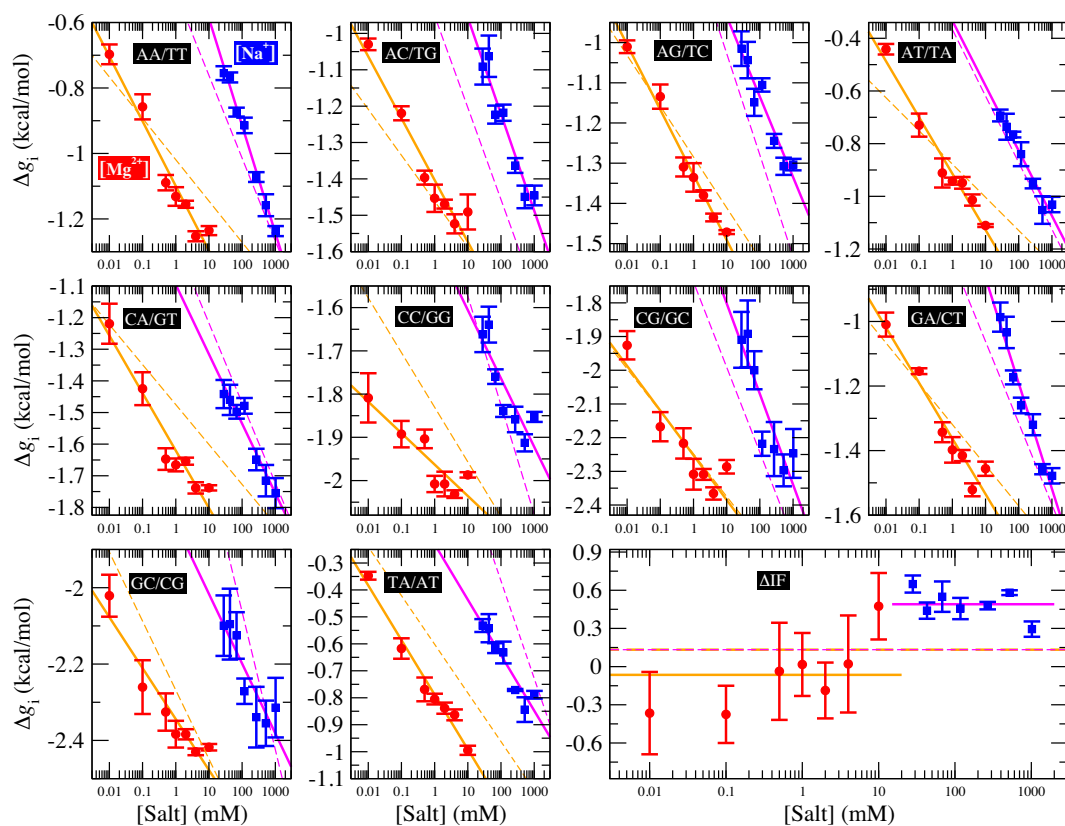 -0.6
-0.8
-1
-1.2
AA/TT
[Na+]
[Mg2+]
0.01 0.1 1 10 100 1000
Δgi (kcal/mol)
-1
-1.1
-1.2
-1.3
-1.4
-1.5
-1.6
AC/TG
0.01 0.1 1 10 100 1000
-1
-1.1
-1.2
-1.3
-1.4
-1.5
AG/TC
0.01 0.1 1 10 100 1000
-0.4
-0.6
-0.8
-1
-1.2
AT/TA
0.01 0.1 1 10 100 1000
-1.1
-1.2
-1.3
-1.4
-1.5
-1.6
-1.7
-1.8
CA/GT
0.01 0.1 1 10 100 1000
Δgi (kcal/mol)
-1.6
-1.7
-1.8
-1.9
-2
CC/GG
0.01 0.1 1 10 100 1000
-1.8
-1.9
-2
-2.1
-2.2
-2.3
-2.4
CG/GC
0.01 0.1 1 10 100 1000
-1
-1.2
-1.4
-1.6
GA/CT
0.01 0.1 1 10 100 1000
-2
-2.2
-2.4
GC/CG
0.01 0.1 1 10 100 1000
Δgi (kcal/mol)
[Salt] (mM)
-0.3
-0.4
-0.5
-0.6
-0.7
-0.8
-0.9
-1
-1.1
TA/AT
0.01 0.1 1 10 100 1000
[Salt] (mM)
0.9
0.6
0.3
0
-0.3
-0.6
ΔIF
0.01 0.1 1 10 100 1000
[Salt] (mM)